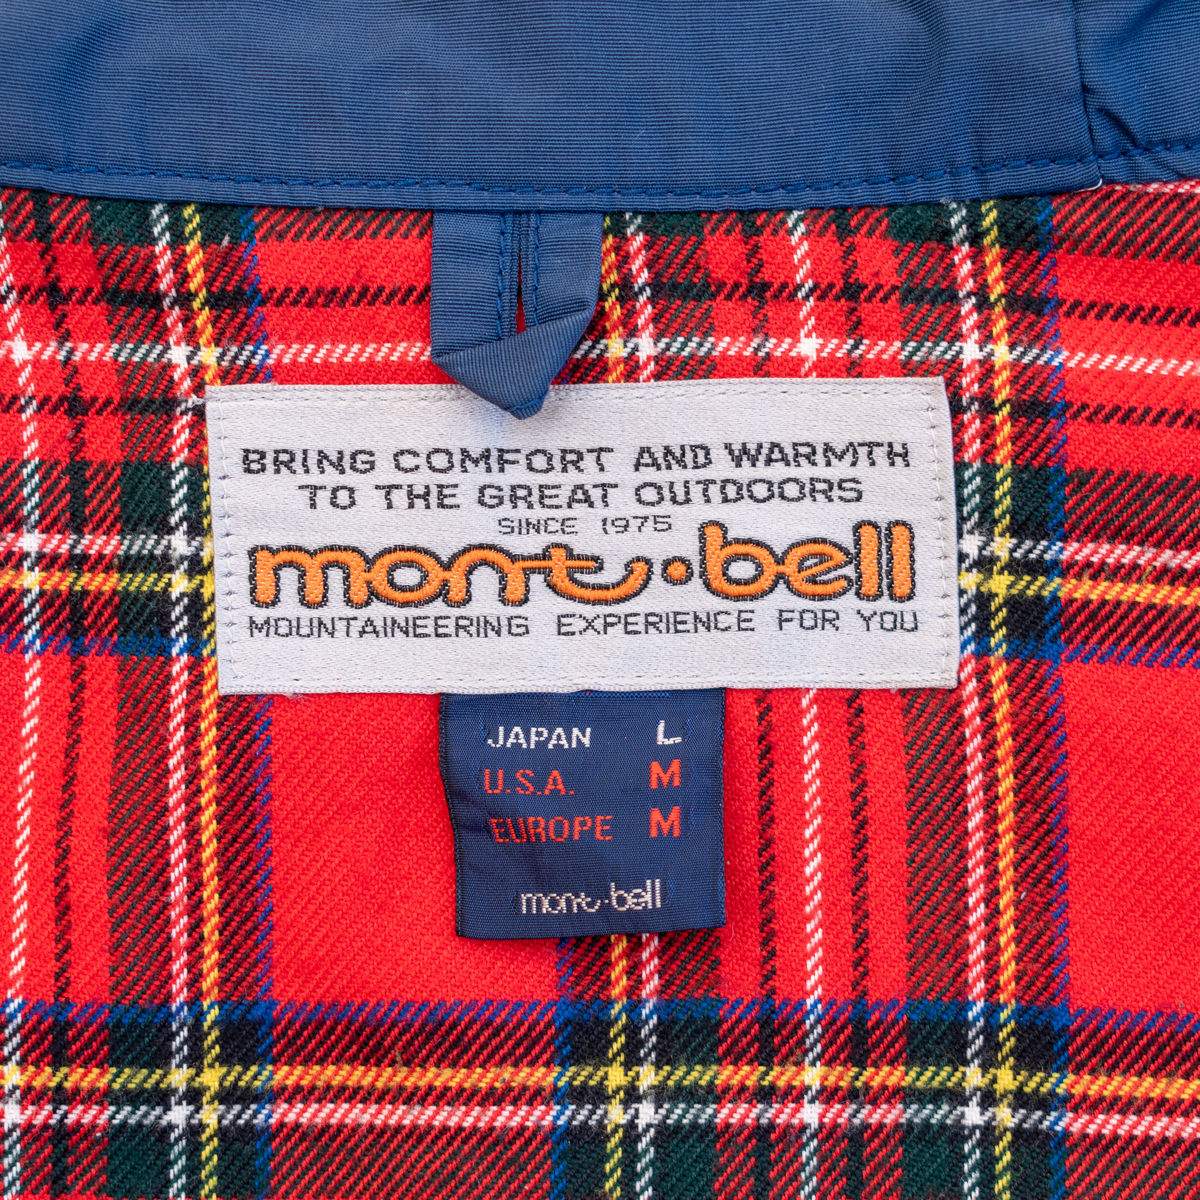 BRING COMFORT AND WARMTH
TO THE GREAT OUTDOORS
SINCE 1975
mont·bell
MOUNTAINEERING EXPERIENCE FOR YOU
JAPAN L
U.S.A. M
EUROPE M
mont·bell